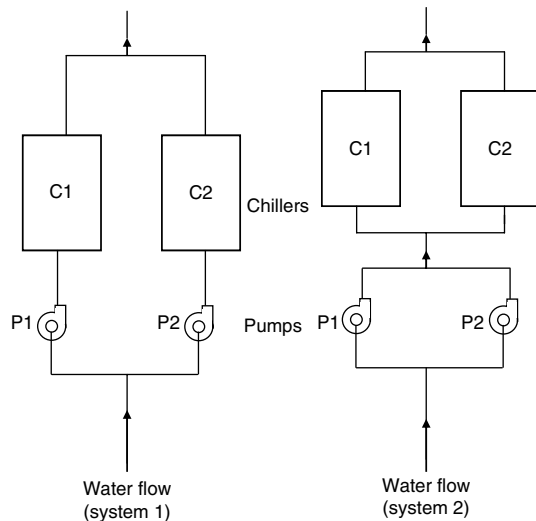 C1
C2
Chillers
P1
P2
Pumps
Water flow
(system 1)
C1
C2
P1
P2
Water flow
(system 2)